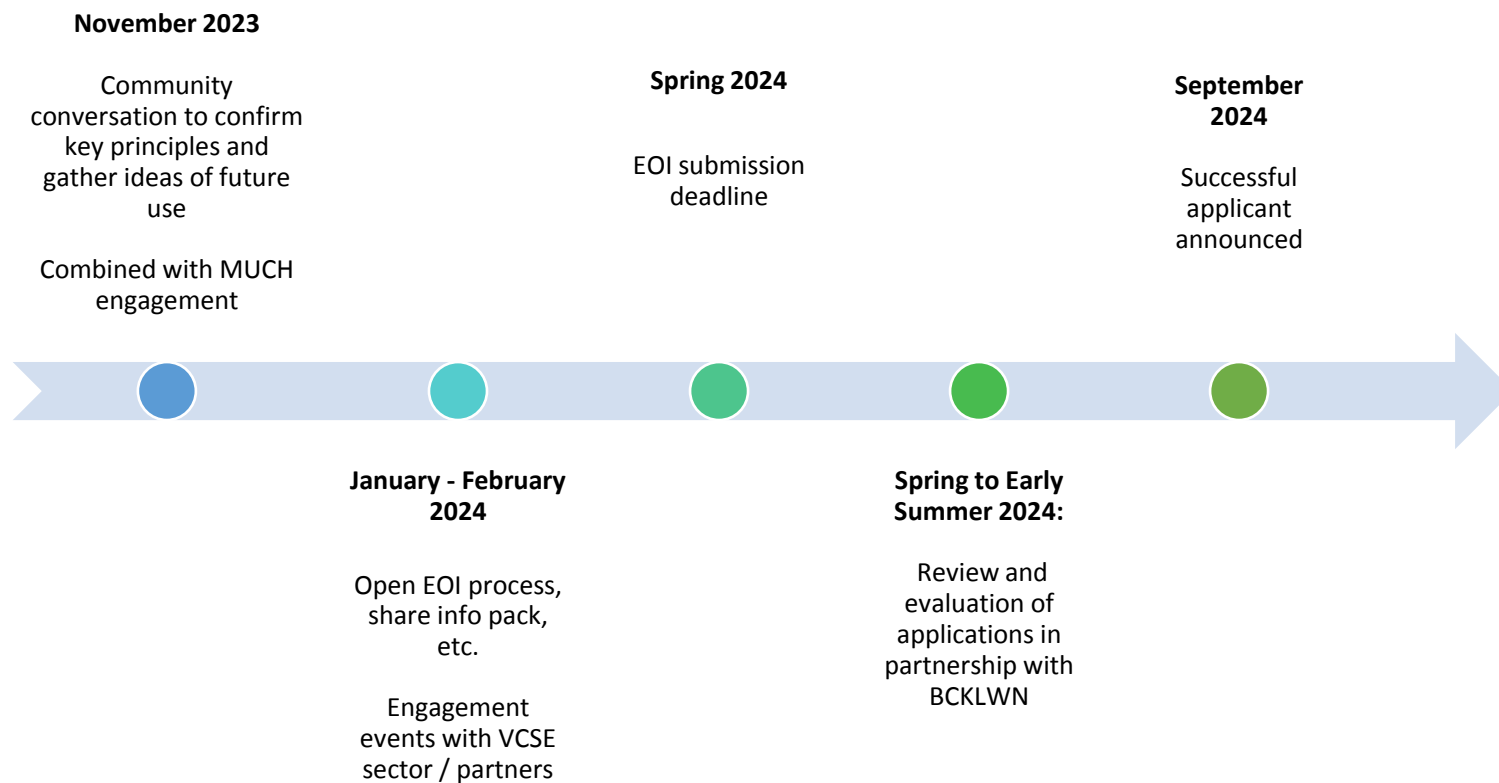 November 2023
Community
conversation to confirm
key principles and
gather ideas of future
use
Combined with MUCH
engagement
January - February
2024
Open EOI process,
share info pack,
etc.
Engagement
events with VCSE
sector / partners
Spring 2024
EOI submission
deadline
Spring to Early
Summer 2024:
Review and
evaluation of
applications in
partnership with
BCKLWN
September
2024
Successful
applicant
announced